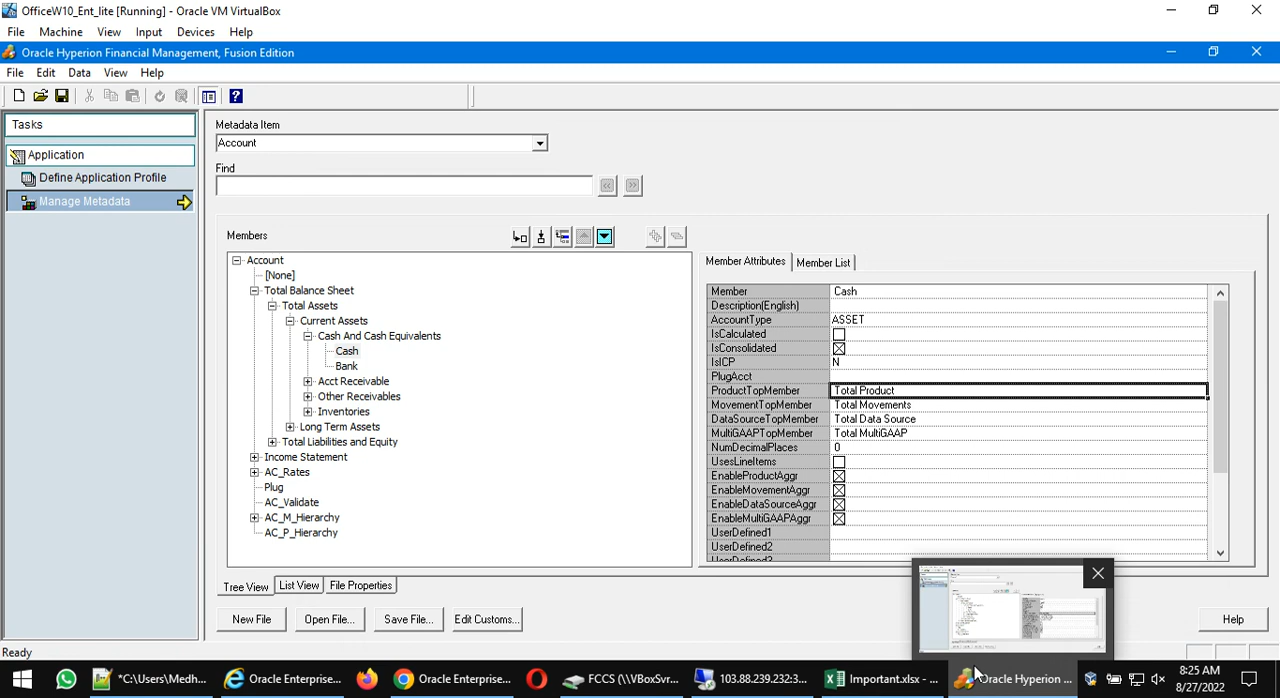 OfficeW10_Ent_lite [Running] - Oracle VM VirtualBox
File Machine View Input Devices Help
Oracle Hyperion Financial Management, Fusion Edition
File Edit Data View Help
Tasks
Application
Define Application Profile
Manage Metadata
Metadata Item
Account
Find
Members
Account
[None]
Total Balance Sheet
Total Assets
Current Assets
Cash And Cash Equivalents
Cash
Bank
Acct Receivable
Other Receivables
Inventories
Long Term Assets
Total Liabilities and Equity
Income Statement
AC_Rates
Plug
AC_Validate
AC_M_Hierarchy
AC_P_Hierarchy
Tree View List View File Properties
New File Open File... Save File... Edit Customs...
Member Attributes Member List
Member Cash
Description(English)
AccountType ASSET
IsCalculated
IsConsolidated
IsICP N
PlugAcct
ProductTopMember Total Product
MovementTopMember Total Movements
DataSourceTopMember Total Data Source
MultiGAAPTopMember Total MultiGAAP
NumDecimalPlaces 0
UsesLineItems
EnableProductAggr
EnableMovementAggr
EnableDataSourceAggr
EnableMultiGAAPAggr
UserDefined1
UserDefined2
UserDefined3
Help
Ready
*C:\Users\Medh... Oracle Enterprise... Oracle Enterprise... FCCS (\\VBoxSvr... 103.88.239.232:3... Important.xlsx - ... Oracle Hyperion ...
8:25 AM
8/27/2022